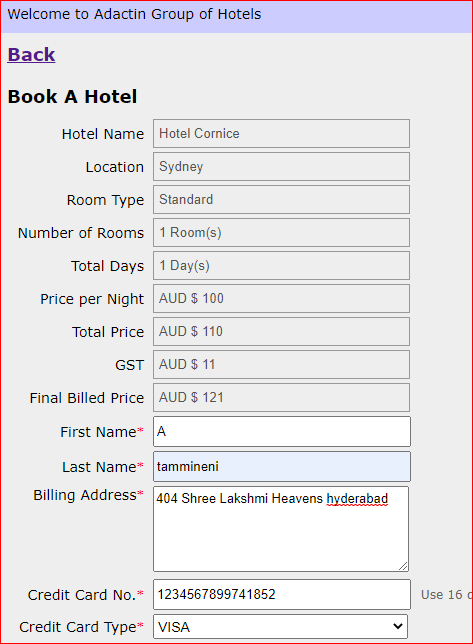 Welcome to Adactin Group of Hotels
Back
Book A Hotel
Hotel Name Hotel Cornice
Location Sydney
Room Type Standard
Number of Rooms 1 Room(s)
Total Days 1 Day(s)
Price per Night AUD $ 100
Total Price AUD $ 110
GST AUD $ 11
Final Billed Price AUD $ 121
First Name* A
Last Name* tammineni
Billing Address* 404 Shree Lakshmi Heavens hyderabad
Credit Card No.* 1234567899741852 Use 16
Credit Card Type* VISA